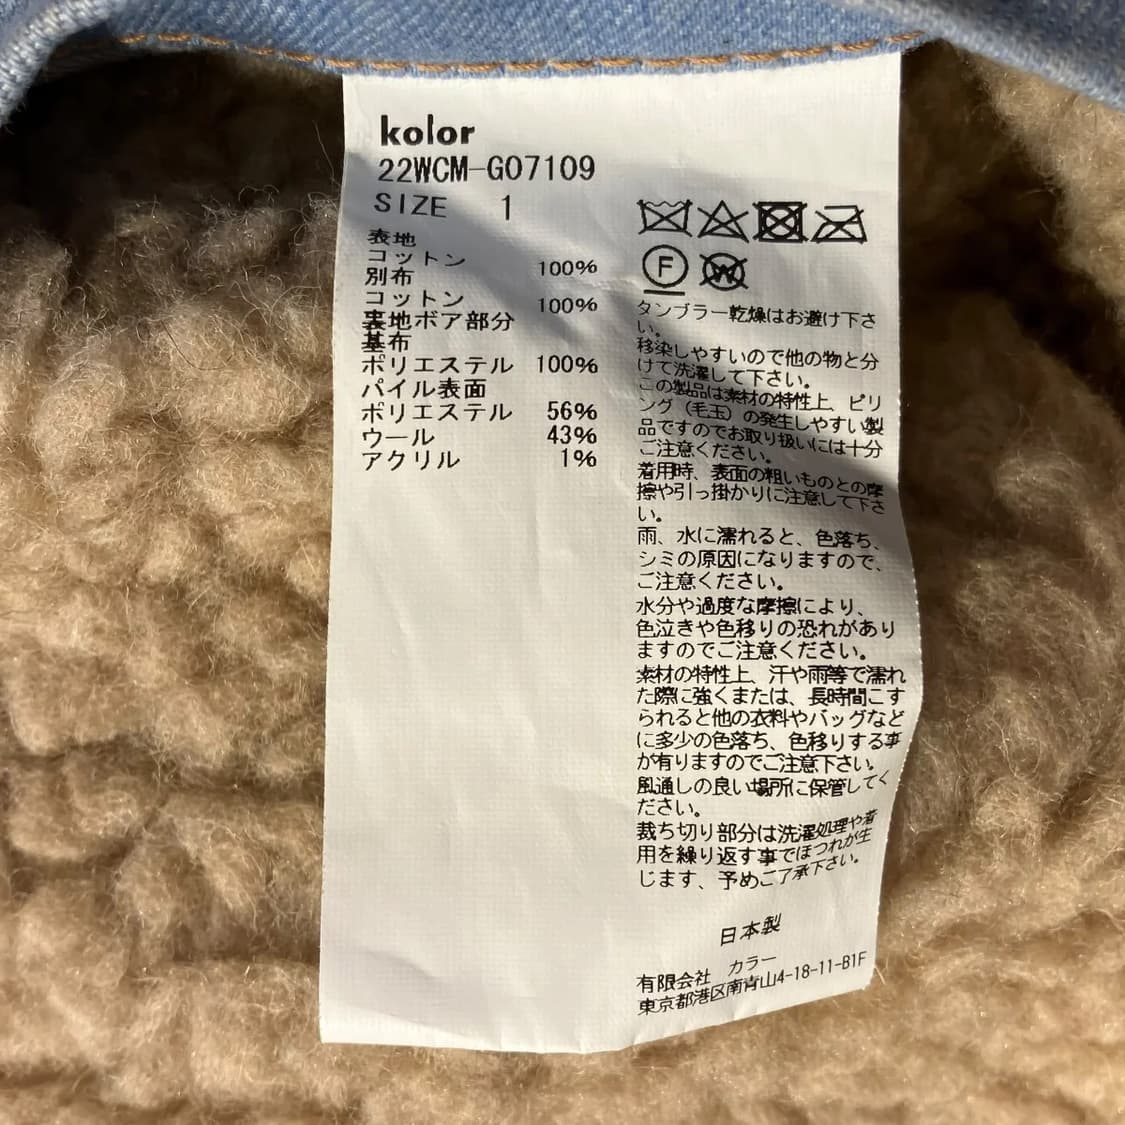 kolor
22WCM-G07109
SIZE 1
表地
コットン 100%
別布
コットン 100%
裏地ボア部分
基布
ポリエステル 100%
パイル表面
ポリエステル 56%
ウール 43%
アクリル 1%
F
W
タンブラー乾燥はお避け下さ
い。
移染しやすいので他の物と分
けて洗濯して下さい。
この製品は素材の特性上、ピリ
ング（毛玉）の発生しやすい製
品ですのでお取り扱いには十分
ご注意ください。
着用時、表面の粗いものとの摩
擦や引っ掛かりに注意して下さ
い。
雨、水に濡れると、色落ち、
シミの原因になりますので、
ご注意ください。
水分や過度な摩擦により、
色泣きや色移りの恐れがあり
ますのでご注意ください。
素材の特性上、汗や雨等で濡れ
た際に強くまたは、長時間こす
られると他の衣料やバッグなど
に多少の色落ち、色移りする事
が有りますのでご注意下さい。
風通しの良い場所に保管してく
ださい。
裁ち切り部分は洗濯処理や着
用を繰り返す事でほつれが生
じます、予めご了承下さい。
日本製
有限会社 カラー
東京都港区南青山4-18-11-B1F